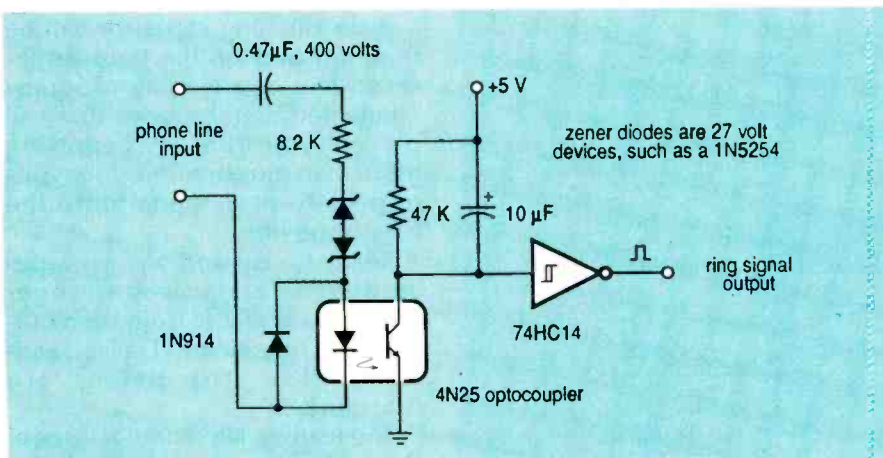 0.47µF, 400 volts
+5 V
phone line
input
8.2 K
zener diodes are 27 volt
devices, such as a 1N5254
47 K
+
10 µF
ring signal
output
1N914
74HC14
4N25 optocoupler